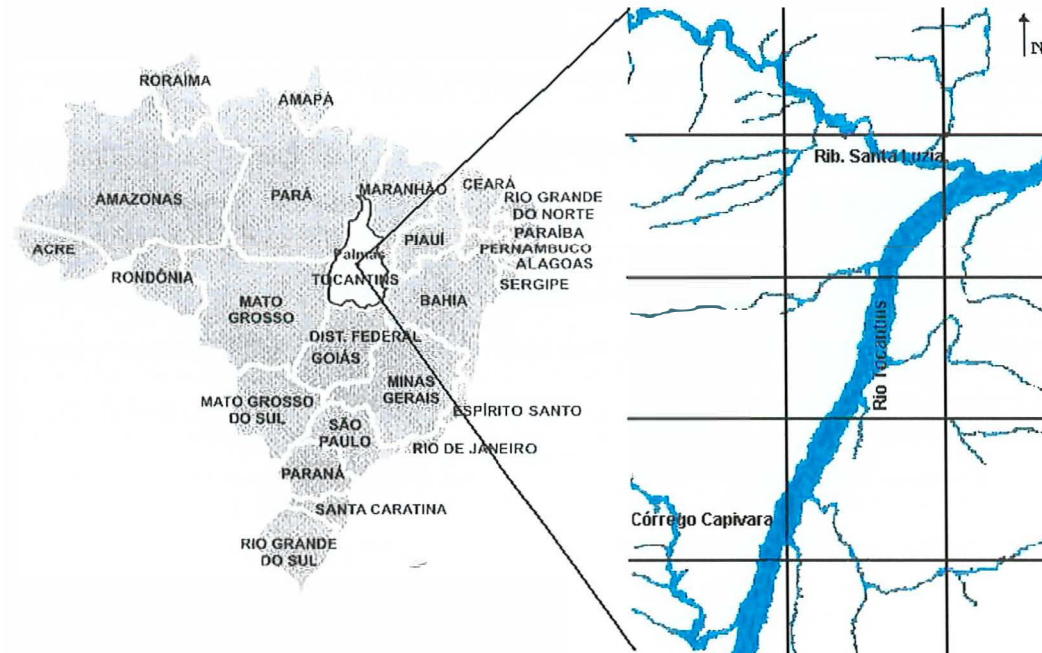 RORAÍMA
AMAPÁ
AMAZONAS
PARÁ
MARANHÃO
CEARÁ
RIO GRANDE
DO NORTE
PARAÍBA
PERNAMBUCO
ALAGOAS
SERGIPE
PIAUÍ
ACRE
RONDÔNIA
Palmas
TOCANTINS
BAHIA
MATO
GROSSO
DIST. FEDERAL
GOIÁS
MINAS
GERAIS
MATO GROSSO
DO SUL
ESPÍRITO SANTO
SÃO
PAULO
RIO DE JANEIRO
PARANÁ
SANTA CARATINA
RIO GRANDE
DO SUL
N
Rib. Santa Luzia
Rio Tocantins
Córrego Capivara